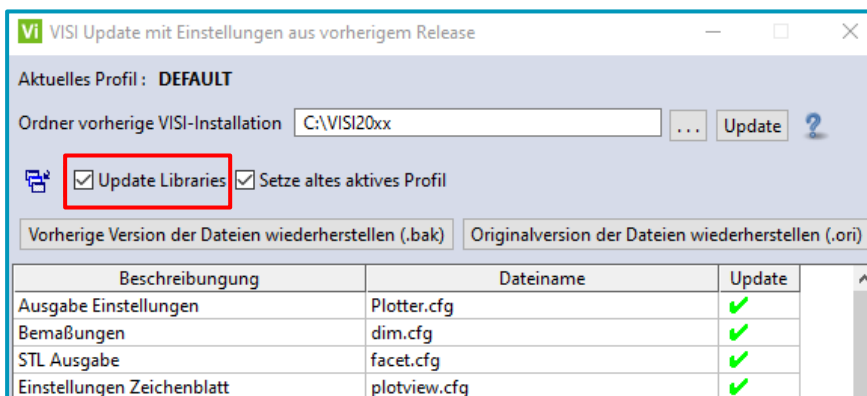 Vi VISI Update mit Einstellungen aus vorherigem Release
Aktuelles Profil : DEFAULT
Ordner vorherige VISI-Installation C:\VISI20xx ... Update ?
Update Libraries Setze altes aktives Profil
Vorherige Version der Dateien wiederherstellen (.bak) Originalversion der Dateien wiederherstellen (.ori)
Beschreibungung Dateiname Update
Ausgabe Einstellungen Plotter.cfg
Bemaßungen dim.cfg
STL Ausgabe facet.cfg
Einstellungen Zeichenblatt plotview.cfg